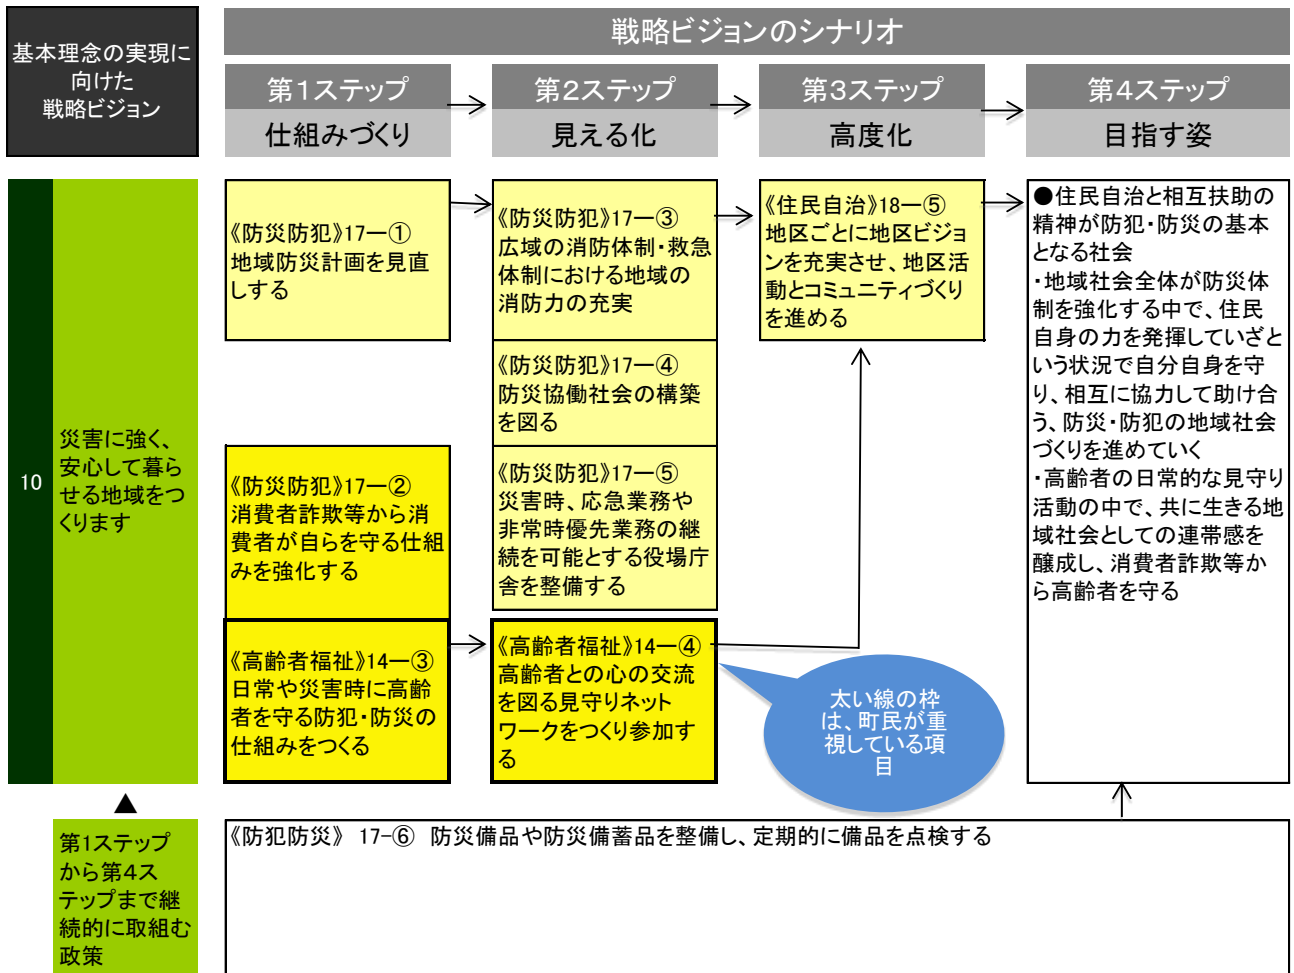 基本理念の実現に
向けた
戦略ビジョン
戦略ビジョンのシナリオ
第1ステップ
仕組みづくり
第2ステップ
見える化
第3ステップ
高度化
第4ステップ
目指す姿
10
災害に強く、
安心して暮ら
せる地域をつ
くります
《防災防犯》17―①
地域防災計画を見直
しする
《防災防犯》17―②
消費者詐欺等から消
費者が自らを守る仕組
みを強化する
《高齢者福祉》14―③
日常や災害時に高齢
者を守る防犯・防災の
仕組みをつくる
《防災防犯》17―③
広域の消防体制・救急
体制における地域の
消防力の充実
《防災防犯》17―④
防災協働社会の構築
を図る
《防災防犯》17―⑤
災害時、応急業務や
非常時優先業務の継
続を可能とする役場庁
舎を整備する
《高齢者福祉》14―④
高齢者との心の交流
を図る見守りネット
ワークをつくり参加す
る
《住民自治》18―⑤
地区ごとに地区ビジョ
ンを充実させ、地区活
動とコミュニティづくり
を進める
太い線の枠
は、町民が重
視している項
目
●住民自治と相互扶助の
精神が防犯・防災の基本
となる社会
・地域社会全体が防災体
制を強化する中で、住民
自身の力を発揮していざと
いう状況で自分自身を守
り、相互に協力して助け合
う、防災・防犯の地域社会
づくりを進めていく
・高齢者の日常的な見守り
活動の中で、共に生きる地
域社会としての連帯感を
醸成し、消費者詐欺等か
ら高齢者を守る
▲
第1ステップ
から第4ス
テップまで継
続的に取組む
政策
《防犯防災》 17-⑥ 防災備品や防災備蓄品を整備し、定期的に備品を点検する